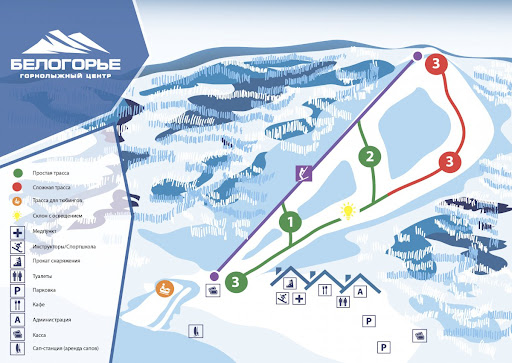 БЕЛОГОРЬЕ
ГОРНОЛЫЖНЫЙ ЦЕНТР
Простая трасса
Сложная трасса
Трасса для тюбингов
Склон с освещением
Медпункт
Инструкторы/Спортшкола
Прокат снаряжения
Туалеты
P Парковка
Кафе
А Администрация
Касса
Сап-станция (аренда сапов)
3
2
3
1
3
А
P
P
P